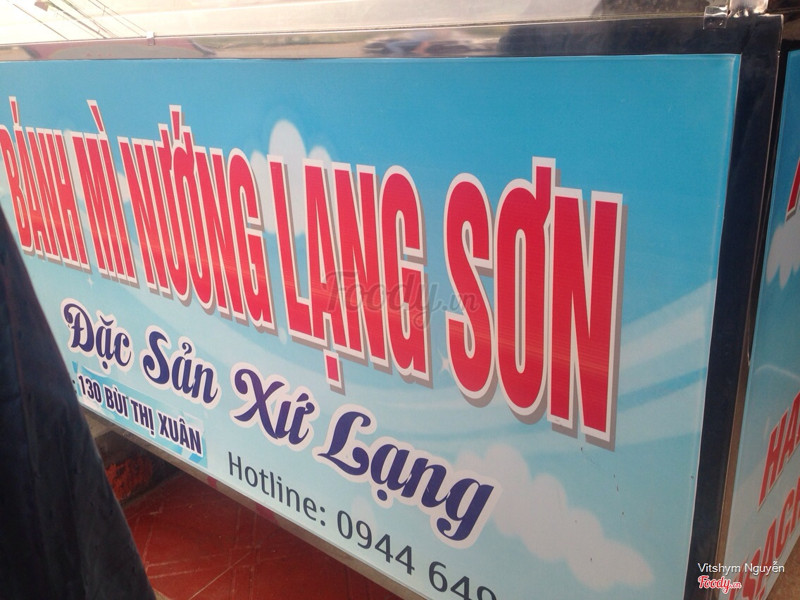 BÁNH MÌ NƯỚNG LẠNG SƠN
Đặc Sản Xứ Lạng
130 BÙI THỊ XUÂN
Hotline: 0944 649
Foody.vn
Vitshym Nguyễn
Foody.vn